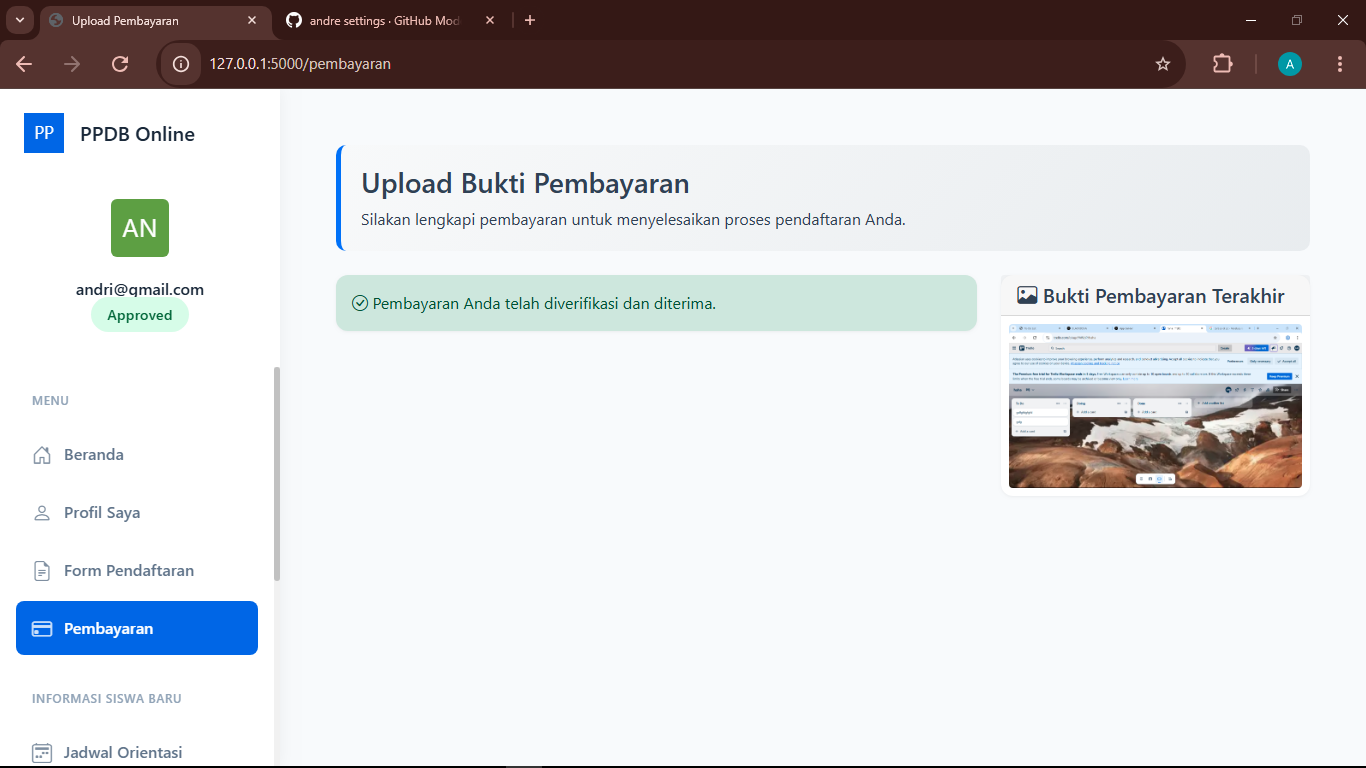 Upload Pembayaran
andre settings · GitHub Mod
127.0.0.1:5000/pembayaran
A
PP
PPDB Online
AN
andri@gmail.com
Approved
MENU
Beranda
Profil Saya
Form Pendaftaran
Pembayaran
INFORMASI SISWA BARU
Jadwal Orientasi
Upload Bukti Pembayaran
Silakan lengkapi pembayaran untuk menyelesaikan proses pendaftaran Anda.
Pembayaran Anda telah diverifikasi dan diterima.
Bukti Pembayaran Terakhir